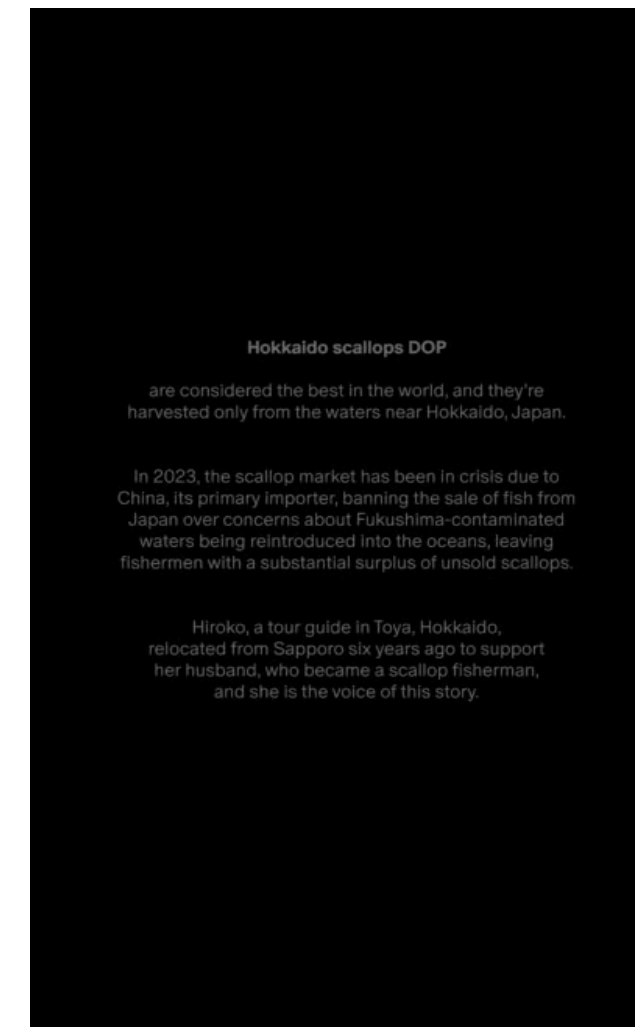 Hokkaido scallops DOP
are considered the best in the world, and they're
harvested only from the waters near Hokkaido, Japan.
In 2023, the scallop market has been in crisis due to
China, its primary importer, banning the sale of fish from
Japan over concerns about Fukushima-contaminated
waters being reintroduced into the oceans, leaving
fishermen with a substantial surplus of unsold scallops.
Hiroko, a tour guide in Toya, Hokkaido,
relocated from Sapporo six years ago to support
her husband, who became a scallop fisherman,
and she is the voice of this story.